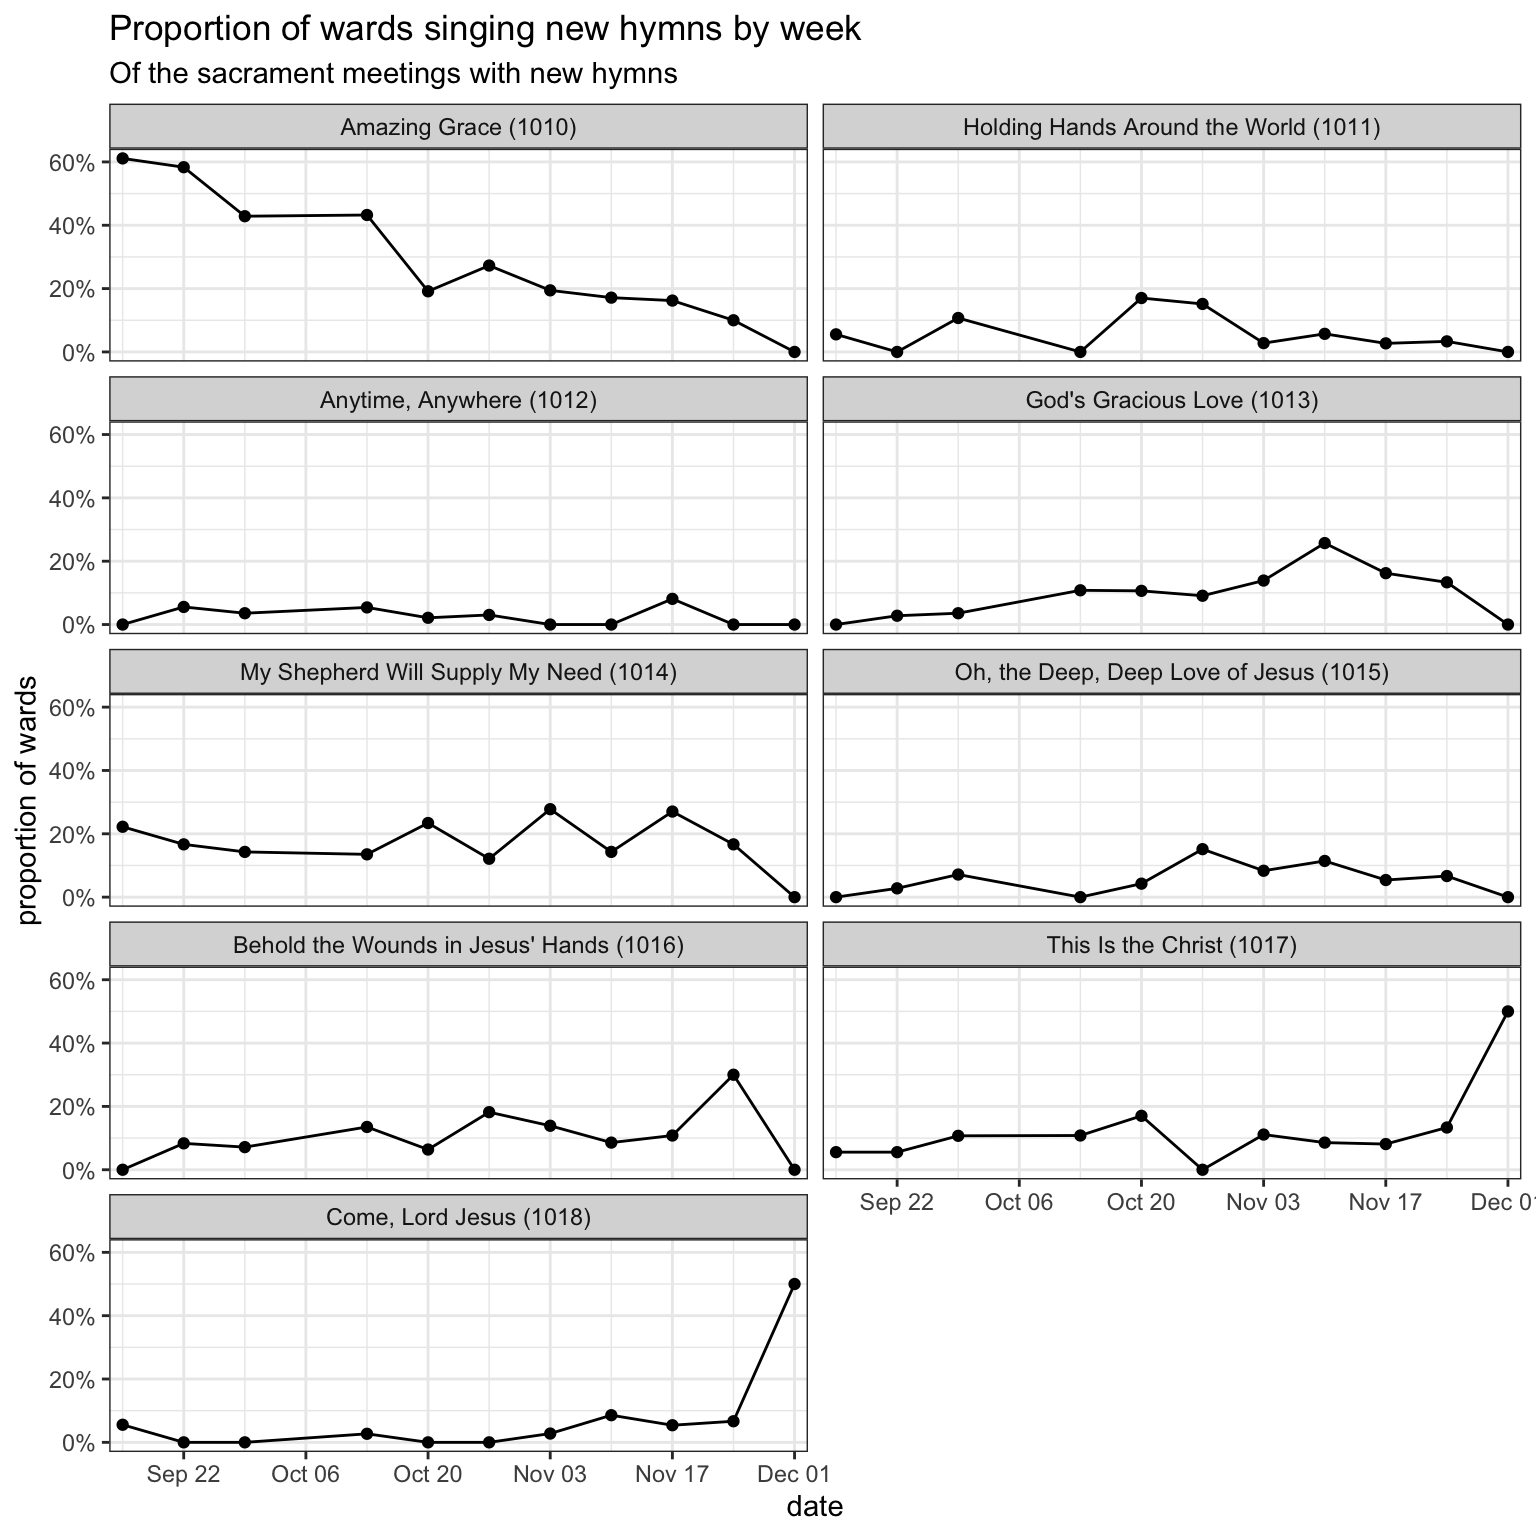 Proportion of wards singing new hymns by week
Of the sacrament meetings with new hymns
Amazing Grace (1010)
Holding Hands Around the World (1011)
60%
40%
20%
0%
Anytime, Anywhere (1012)
God's Gracious Love (1013)
60%
40%
20%
0%
My Shepherd Will Supply My Need (1014)
Oh, the Deep, Deep Love of Jesus (1015)
60%
40%
20%
0%
proportion of wards
Behold the Wounds in Jesus' Hands (1016)
This Is the Christ (1017)
60%
40%
20%
0%
Sep 22 Oct 06 Oct 20 Nov 03 Nov 17 Dec 01
Come, Lord Jesus (1018)
60%
40%
20%
0%
Sep 22 Oct 06 Oct 20 Nov 03 Nov 17 Dec 01
date